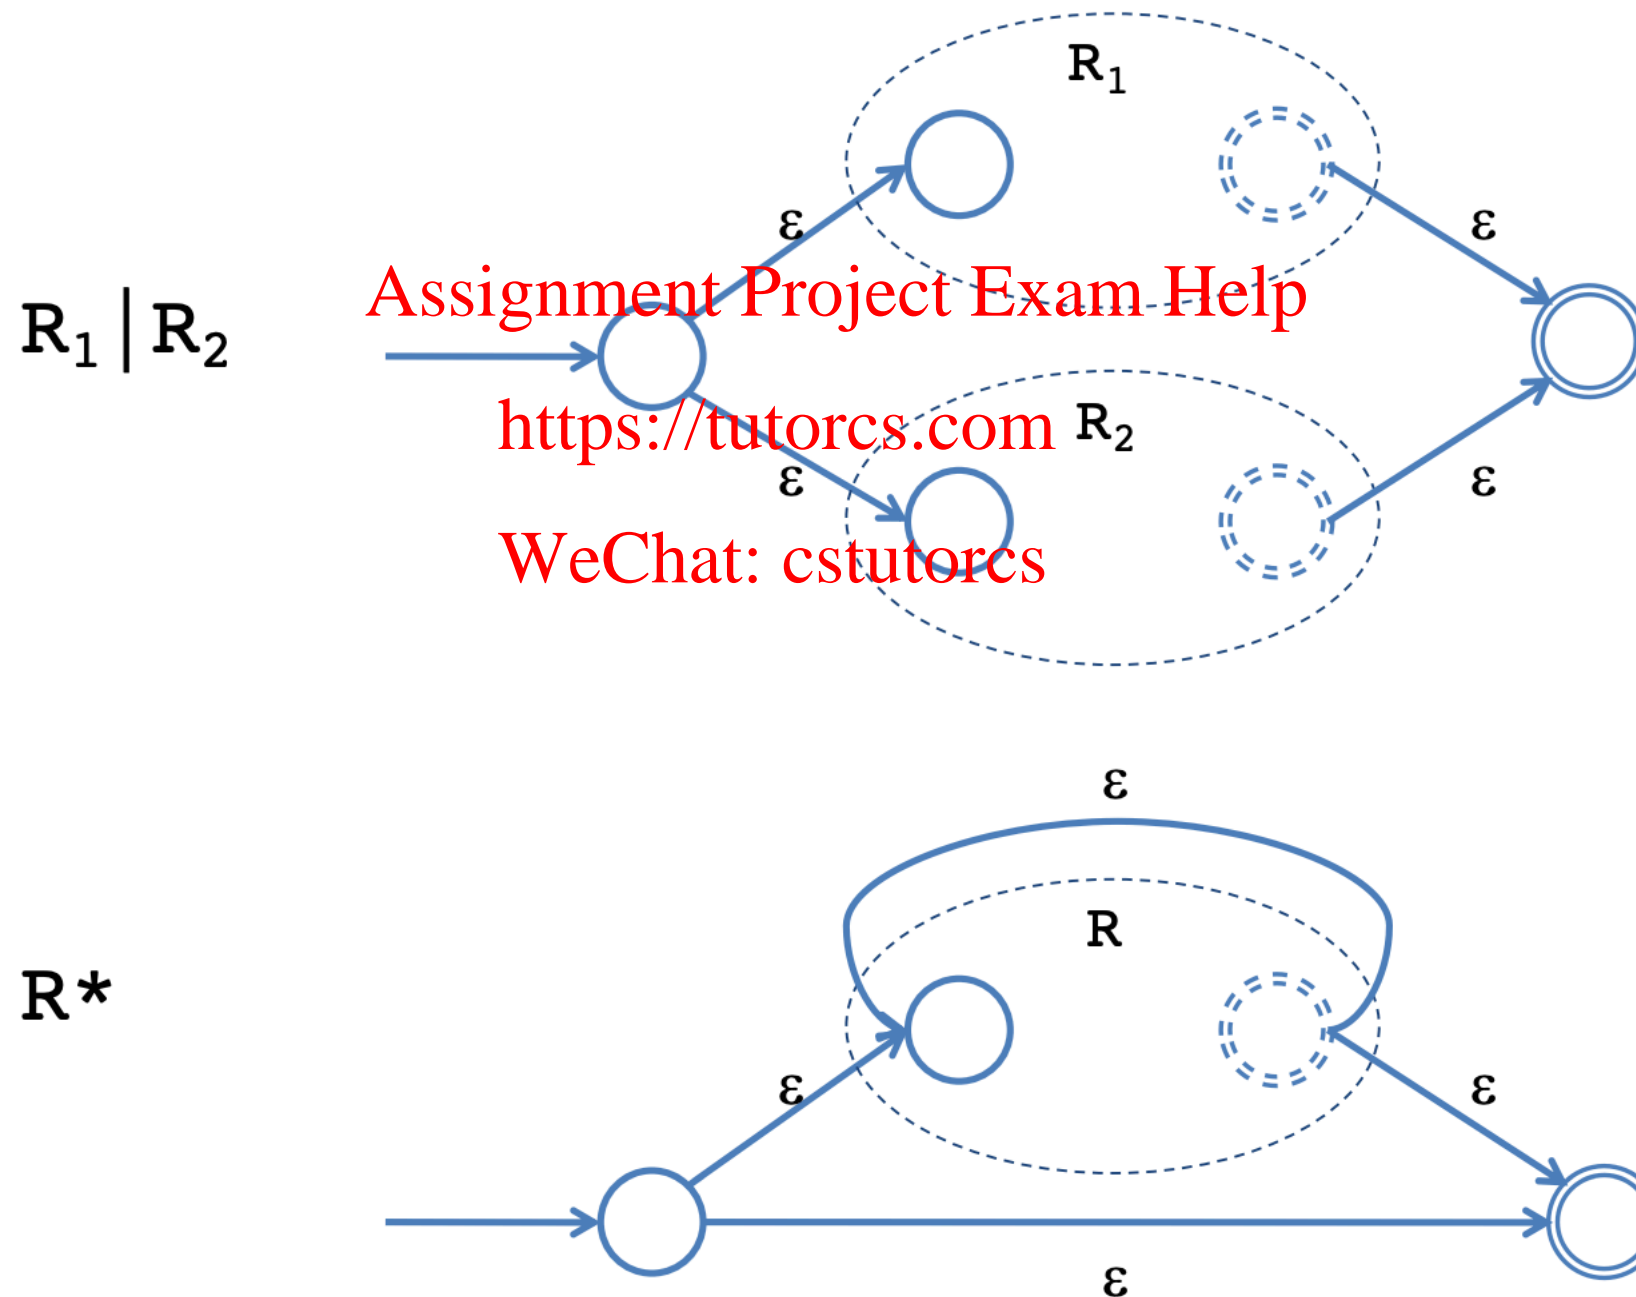 R₁
ε
ε
Assignment Project Exam Help
R₁|R₂
https://tutorcs.com
R₂
ε
ε
WeChat: cstutorcs
ε
R
R*
ε
ε
ε